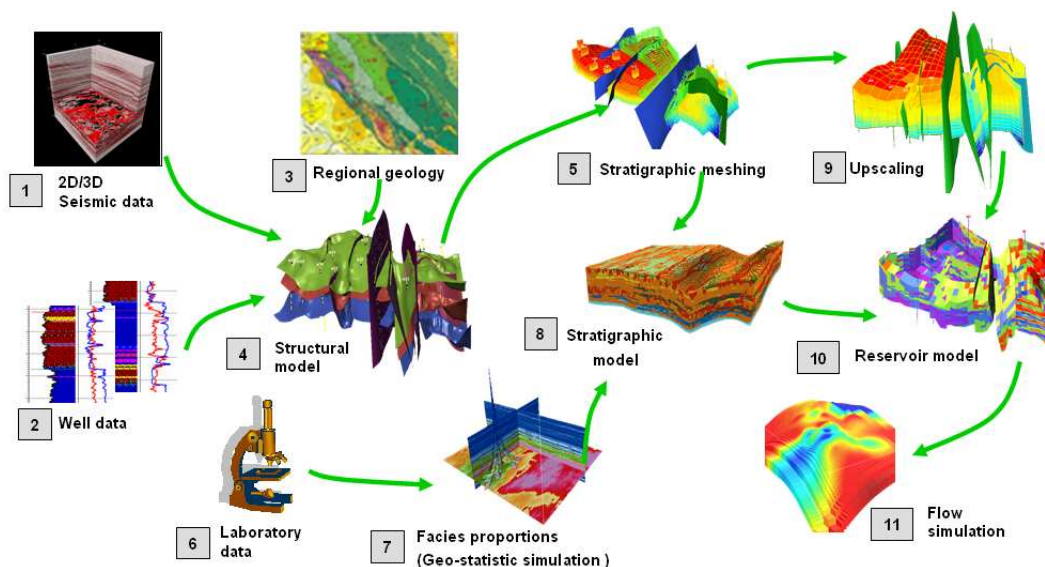 1 2D/3D
Seismic data
2 Well data
3 Regional geology
4 Structural
model
5 Stratigraphic meshing
6 Laboratory
data
7 Facies proportions
(Geo-statistic simulation )
8 Stratigraphic
model
9 Upscaling
10 Reservoir model
11 Flow
simulation